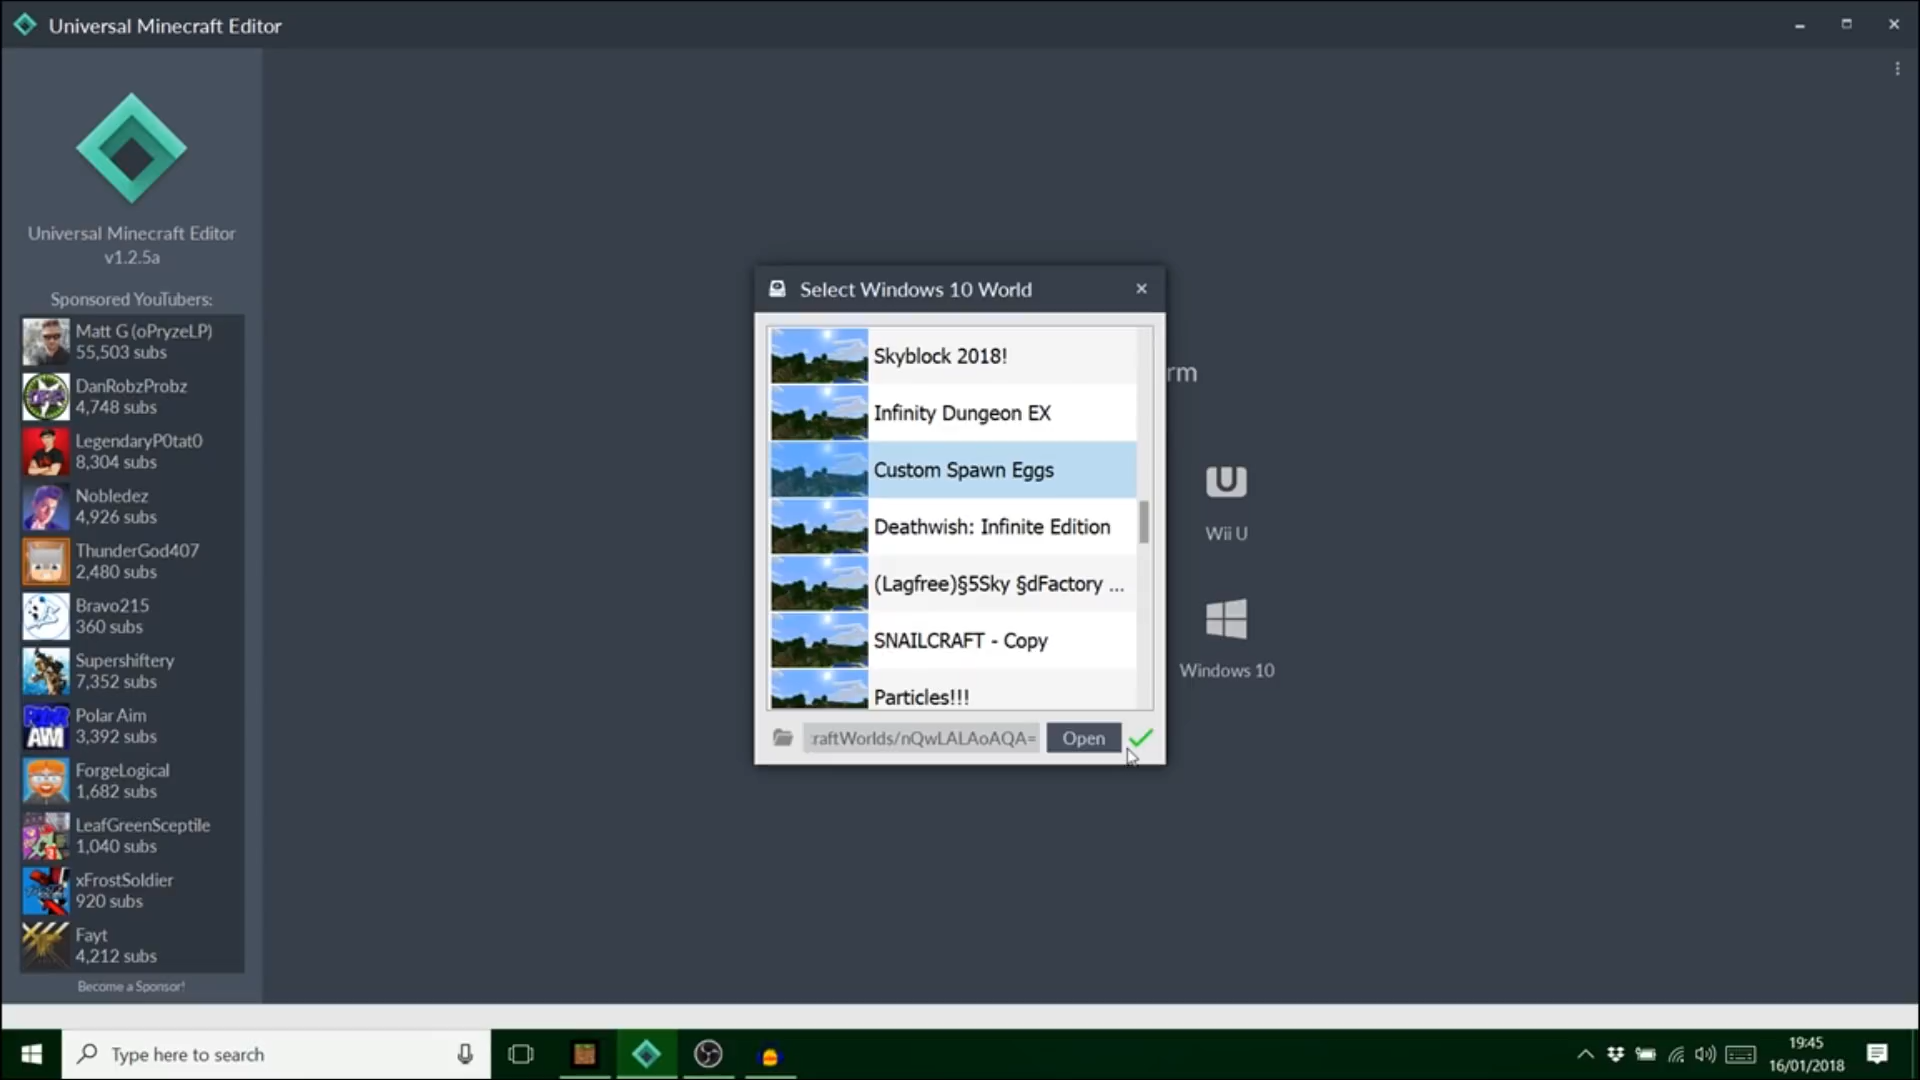 Universal Minecraft Editor
Universal Minecraft Editor
v1.2.5a
Sponsored YouTubers:
Matt G (oPryzeLP)
55,503 subs
DanRobzProbz
4,748 subs
LegendaryP0tat0
8,304 subs
Nobledez
4,926 subs
ThunderGod407
2,480 subs
Bravo215
360 subs
Supershiftery
7,352 subs
Polar Aim
3,392 subs
ForgeLogical
1,682 subs
LeafGreenSceptile
1,040 subs
xFrostSoldier
920 subs
Fayt
4,212 subs
Become a Sponsor!
Select Windows 10 World
Skyblock 2018!
Infinity Dungeon EX
Custom Spawn Eggs
Deathwish: Infinite Edition
(Lagfree)§5Sky §dFactory ...
SNAILCRAFT - Copy
Particles!!!
raftWorlds/nQwLALAoAQA=
Open
rm
Wii U
Windows 10
Type here to search
19:45
16/01/2018